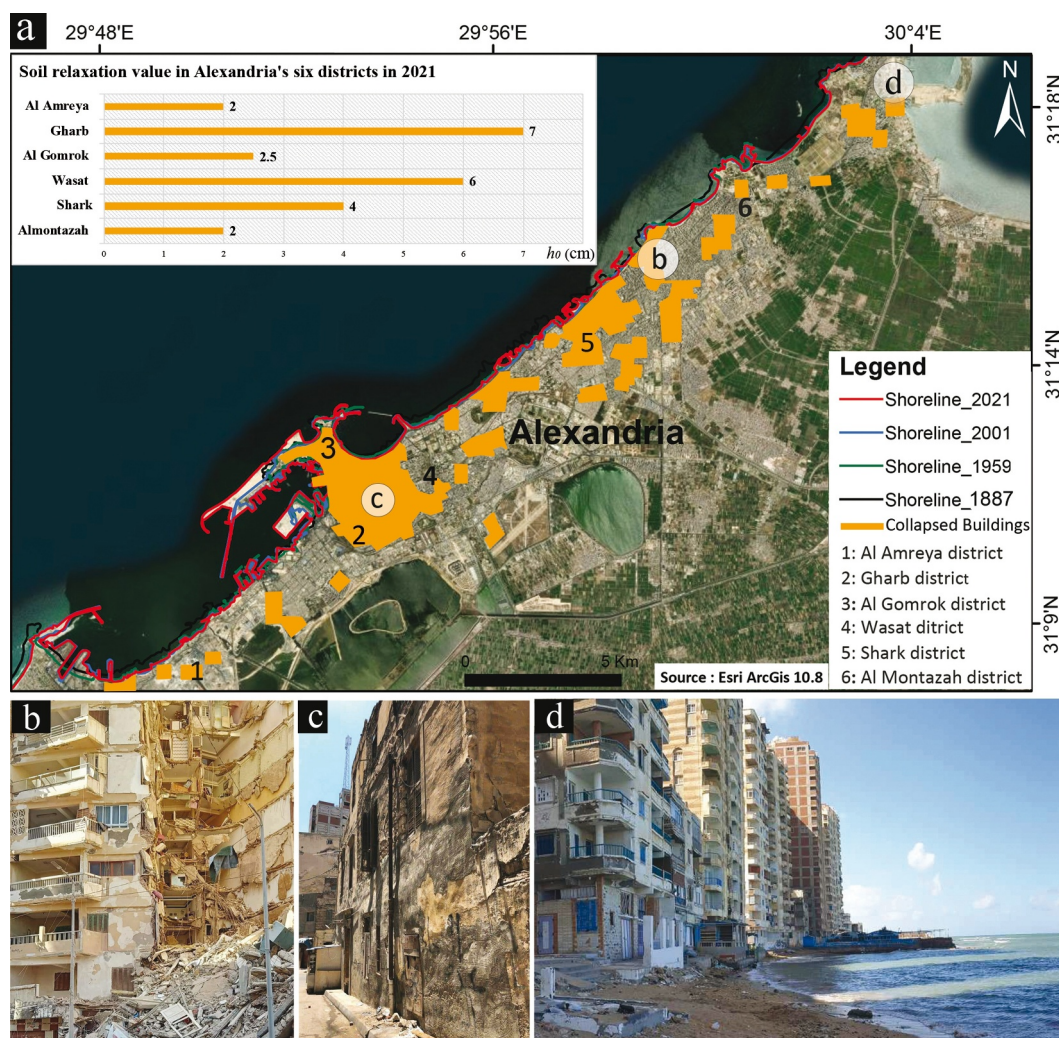 a
29°48'E
29°56'E
30°4'E
Soil relaxation value in Alexandria's six districts in 2021
Al Amreya
2
Gharb
7
Al Gomrok
2.5
Wasat
6
Shark
4
Almontazah
2
0 1 2 3 4 5 6 7
h0 (cm)
N
d
31°18'N
6
b
5
31°14'N
Alexandria
3
4
c
2
1
31°9'N
0 5 Km
Source : Esri ArcGis 10.8
Legend
Shoreline_2021
Shoreline_2001
Shoreline_1959
Shoreline_1887
Collapsed Buildings
1: Al Amreya district
2: Gharb district
3: Al Gomrok district
4: Wasat ditrict
5: Shark district
6: Al Montazah district
b
c
d